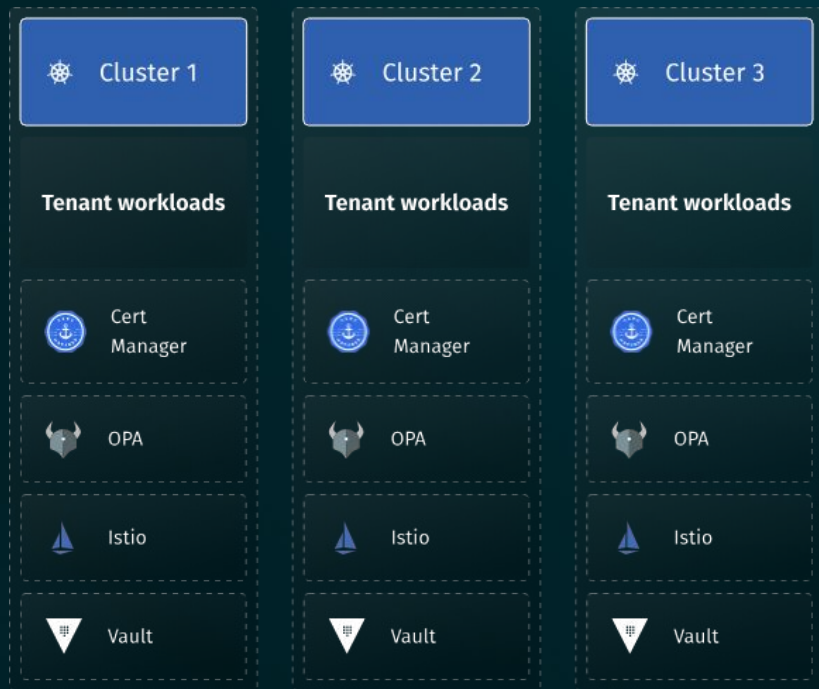 Cluster 1
Tenant workloads
Cert
Manager
OPA
Istio
Vault
Cluster 2
Tenant workloads
Cert
Manager
OPA
Istio
Vault
Cluster 3
Tenant workloads
Cert
Manager
OPA
Istio
Vault